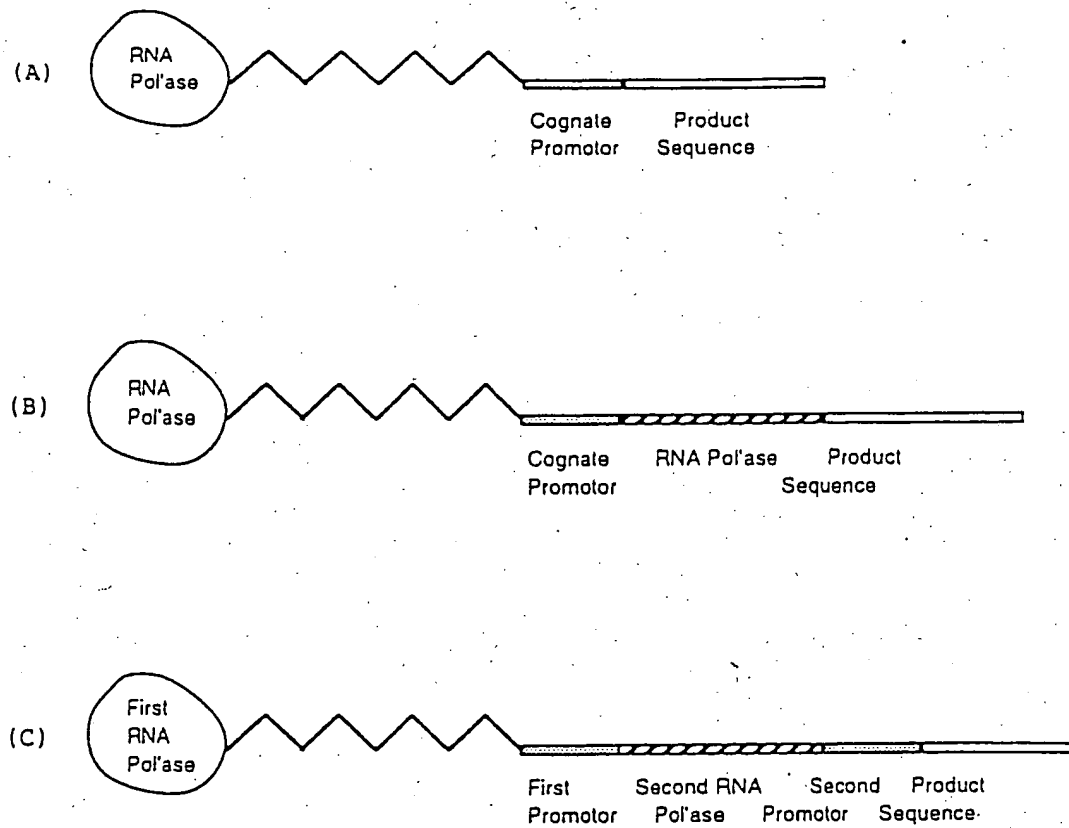 (A)
RNA
Pol'ase
Cognate Product
Promotor Sequence
(B)
RNA
Pol'ase
Cognate RNA Pol'ase Product
Promotor Sequence
(C)
First
RNA
Pol'ase
First Second RNA Second Product
Promotor Pol'ase Promotor Sequence